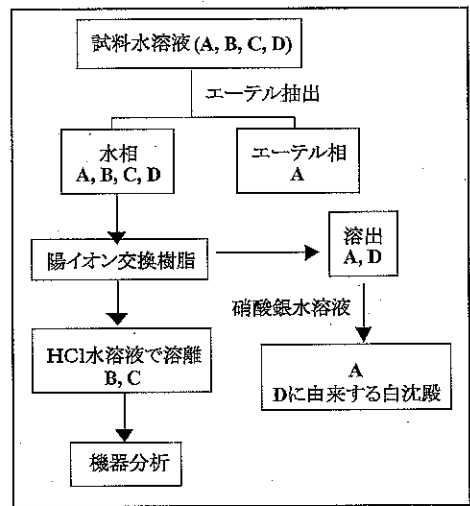 試料水溶液 (A, B, C, D)
エーテル抽出
水相
A, B, C, D
エーテル相
A
陽イオン交換樹脂
溶出
A, D
硝酸銀水溶液
HCl水溶液で溶離
B, C
A
Dに由来する白沈殿
機器分析